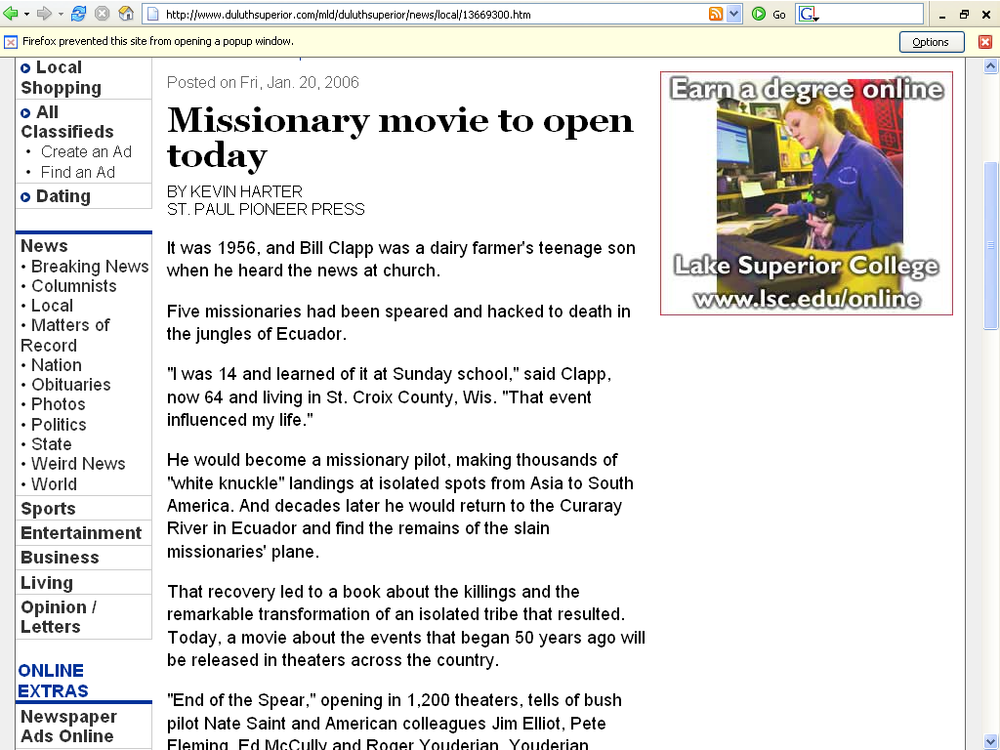 http://www.duluthsuperior.com/mld/duluthsuperior/news/local/13669300.htm
Go
G
Firefox prevented this site from opening a popup window.
Options
Local
Shopping
All
Classifieds
• Create an Ad
• Find an Ad
Dating
News
• Breaking News
• Columnists
• Local
• Matters of
Record
• Nation
• Obituaries
• Photos
• Politics
• State
• Weird News
• World
Sports
Entertainment
Business
Living
Opinion /
Letters
ONLINE
EXTRAS
Newspaper
Ads Online
Posted on Fri, Jan. 20, 2006
Missionary movie to open
today
BY KEVIN HARTER
ST. PAUL PIONEER PRESS
It was 1956, and Bill Clapp was a dairy farmer's teenage son
when he heard the news at church.
Five missionaries had been speared and hacked to death in
the jungles of Ecuador.
"I was 14 and learned of it at Sunday school," said Clapp,
now 64 and living in St. Croix County, Wis. "That event
influenced my life."
He would become a missionary pilot, making thousands of
"white knuckle" landings at isolated spots from Asia to South
America. And decades later he would return to the Curaray
River in Ecuador and find the remains of the slain
missionaries' plane.
That recovery led to a book about the killings and the
remarkable transformation of an isolated tribe that resulted.
Today, a movie about the events that began 50 years ago will
be released in theaters across the country.
"End of the Spear," opening in 1,200 theaters, tells of bush
pilot Nate Saint and American colleagues Jim Elliot, Pete
Fleming, Ed McCully and Roger Youderian. Youderian,
Earn a degree online
Lake Superior College
www.lsc.edu/online